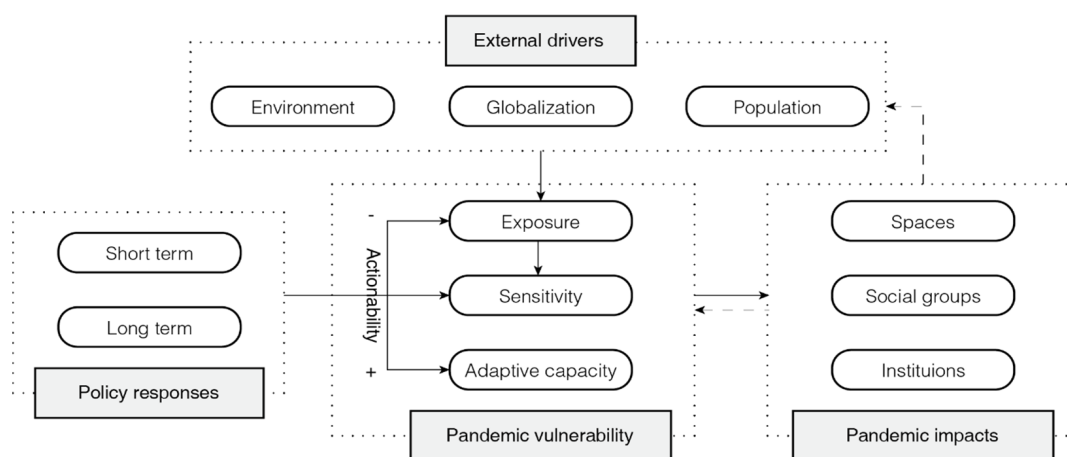 External drivers
Environment
Globalization
Population
Short term
Long term
Policy responses
-
Actionability
+
Exposure
Sensitivity
Adaptive capacity
Pandemic vulnerability
Spaces
Social groups
Instituions
Pandemic impacts